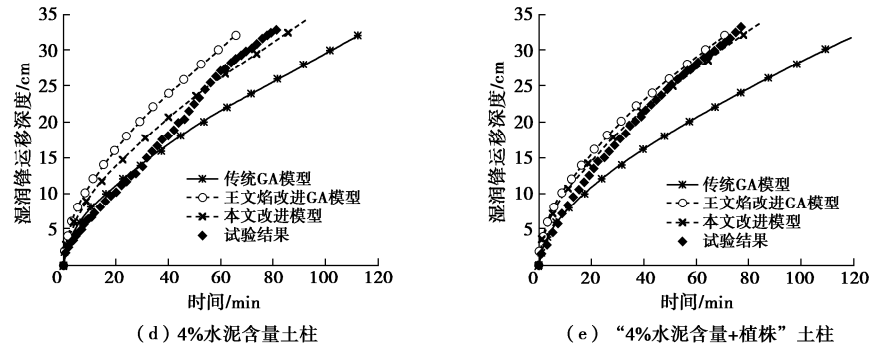 35
30
25
20
15
10
5
0
20
40
60
80
100
120
湿润锋运移深度/cm
时间/min
传统GA模型
王文焰改进GA模型
本文改进模型
试验结果
（d）4%水泥含量土柱
35
30
25
20
15
10
5
0
20
40
60
80
100
120
湿润锋运移深度/cm
时间/min
传统GA模型
王文焰改进GA模型
本文改进模型
试验结果
（e）“4%水泥含量+植株”土柱